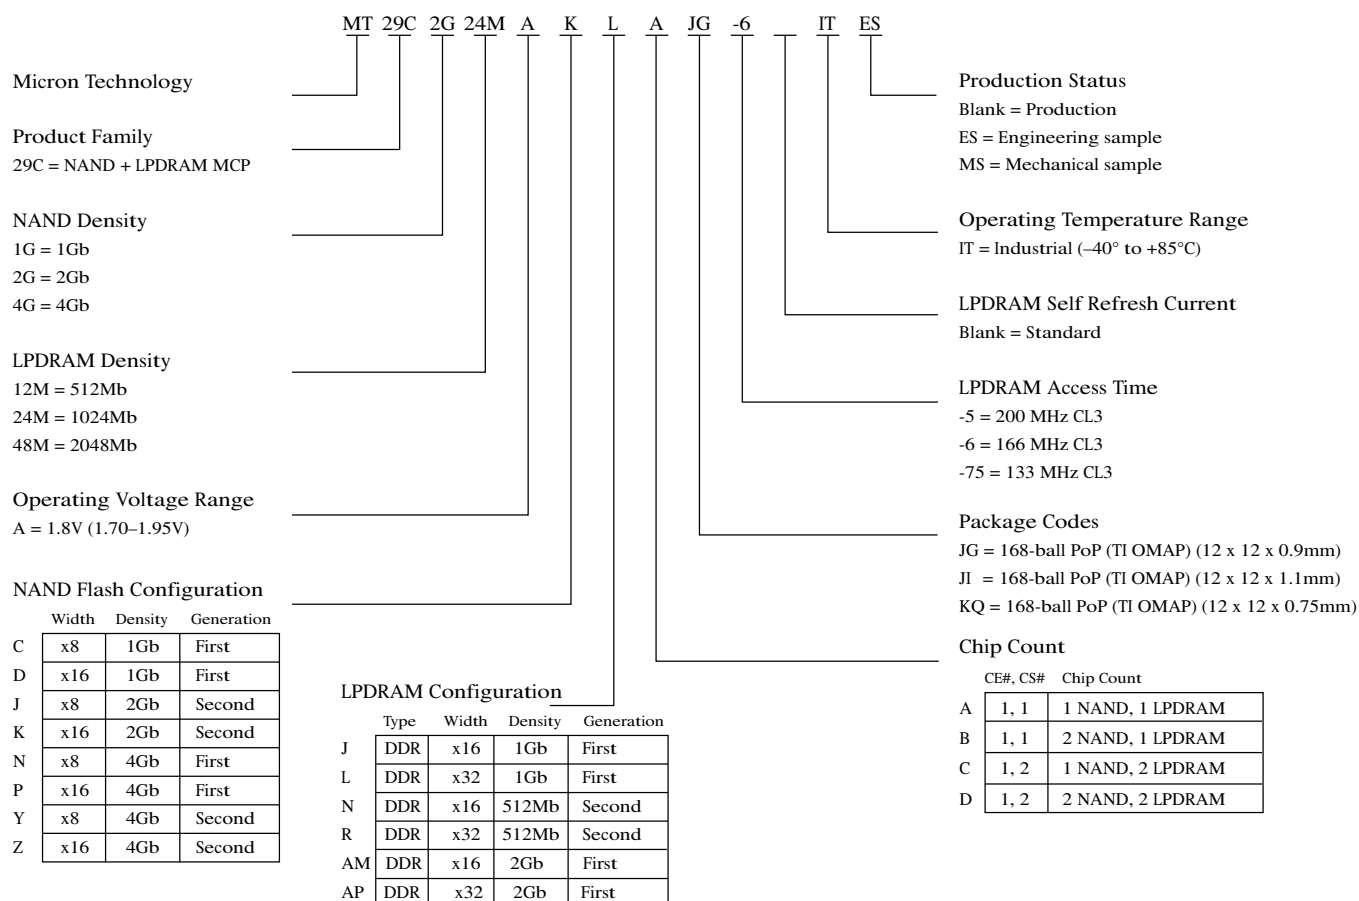 MT 29C 2G 24M A K L A JG -6 IT ES
Micron Technology
Product Family
29C = NAND + LPDRAM MCP
NAND Density
1G = 1Gb
2G = 2Gb
4G = 4Gb
LPDRAM Density
12M = 512Mb
24M = 1024Mb
48M = 2048Mb
Operating Voltage Range
A = 1.8V (1.70–1.95V)
NAND Flash Configuration
Width Density Generation
C x8 1Gb First
D x16 1Gb First
J x8 2Gb Second
K x16 2Gb Second
N x8 4Gb First
P x16 4Gb First
Y x8 4Gb Second
Z x16 4Gb Second
LPDRAM Configuration
Type Width Density Generation
J DDR x16 1Gb First
L DDR x32 1Gb First
N DDR x16 512Mb Second
R DDR x32 512Mb Second
AM DDR x16 2Gb First
AP DDR x32 2Gb First
Production Status
Blank = Production
ES = Engineering sample
MS = Mechanical sample
Operating Temperature Range
IT = Industrial (–40° to +85°C)
LPDRAM Self Refresh Current
Blank = Standard
LPDRAM Access Time
-5 = 200 MHz CL3
-6 = 166 MHz CL3
-75 = 133 MHz CL3
Package Codes
JG = 168-ball PoP (TI OMAP) (12 x 12 x 0.9mm)
JI = 168-ball PoP (TI OMAP) (12 x 12 x 1.1mm)
KQ = 168-ball PoP (TI OMAP) (12 x 12 x 0.75mm)
Chip Count
CE#, CS# Chip Count
A 1, 1 1 NAND, 1 LPDRAM
B 1, 1 2 NAND, 1 LPDRAM
C 1, 2 1 NAND, 2 LPDRAM
D 1, 2 2 NAND, 2 LPDRAM